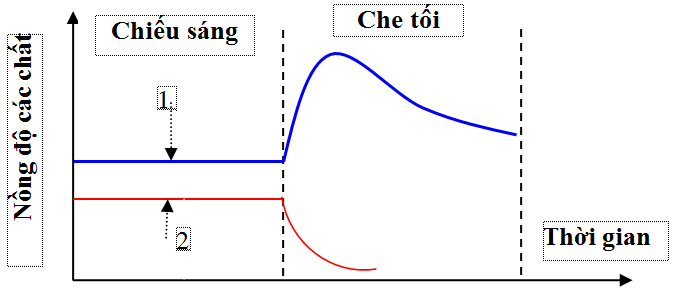 Chiếu sáng
Che tối
Nồng độ các chất
1
2
Thời gian